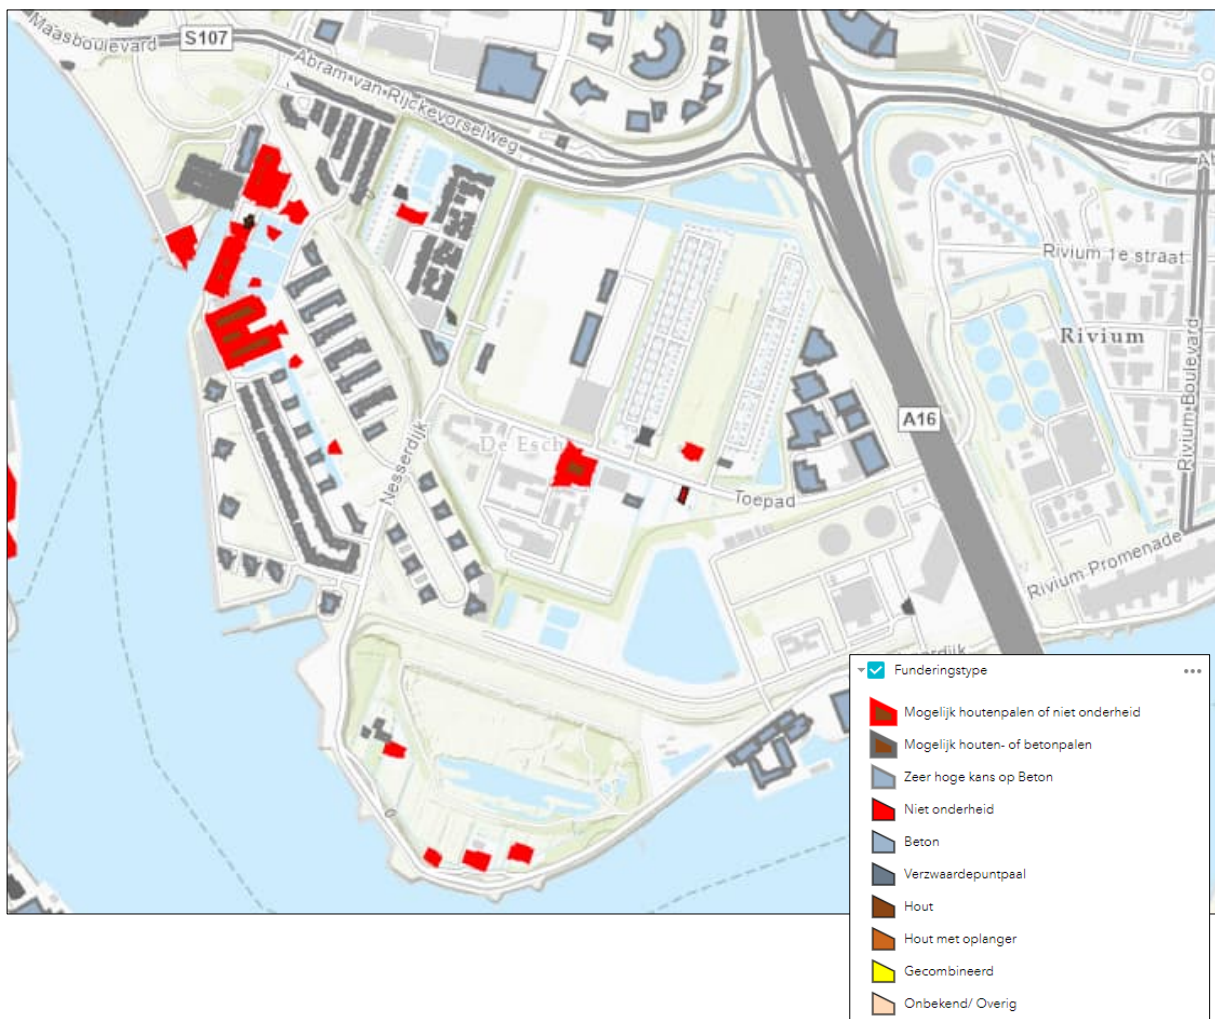 Maasboulevard
S107
Abram van Rijckevorselweg
Ab
Rivium 1e straat
Rivium
Rivium Boulevard
A16
De Esch
Nesserdijk
Toepad
Rivium Promenade
Funderingstype
Mogelijk houtenpalen of niet onderheid
Mogelijk houten- of betonpalen
Zeer hoge kans op Beton
Niet onderheid
Beton
Verzwaardepuntpaal
Hout
Hout met oplanger
Gecombineerd
Onbekend/ Overig